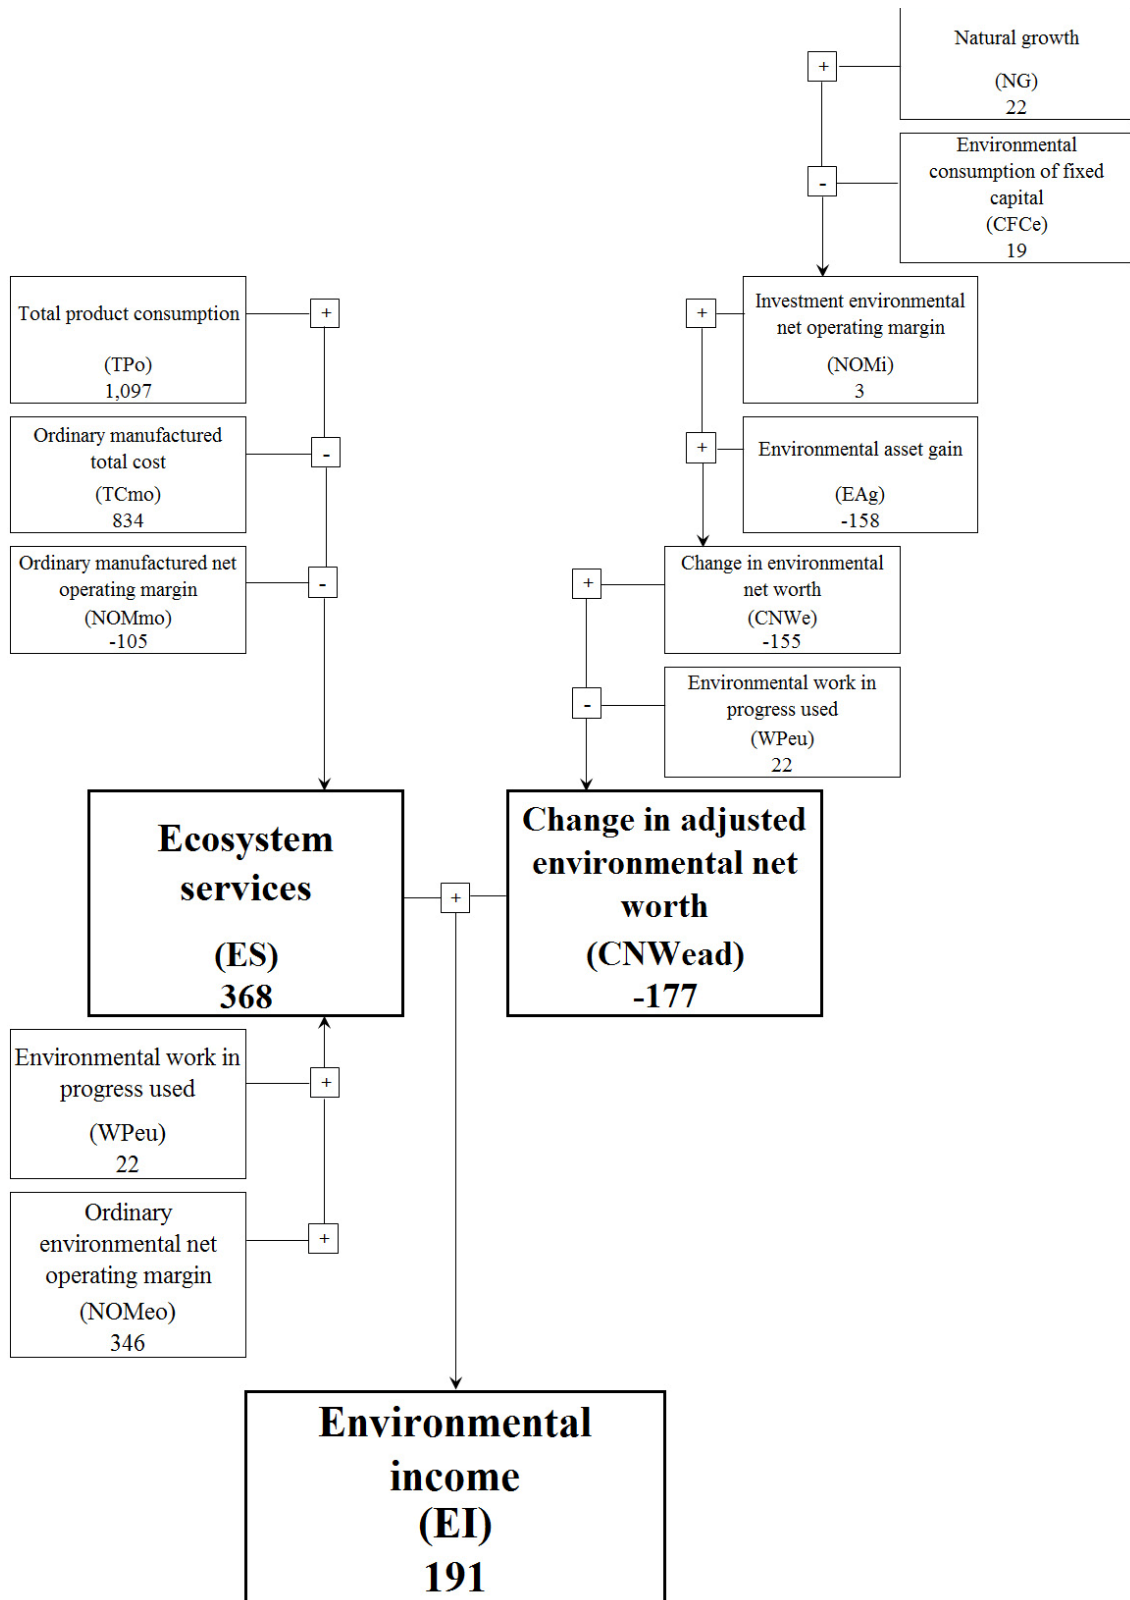 Natural growth
(NG)
22
+
Environmental
consumption of fixed
capital
(CFCe)
19
-
Total product consumption
(TPo)
1,097
+
Investment environmental
net operating margin
(NOMi)
3
+
Ordinary manufactured
total cost
(TCmo)
834
-
Environmental asset gain
(EAg)
-158
+
Ordinary manufactured net
operating margin
(NOMmo)
-105
-
Change in environmental
net worth
(CNWe)
-155
+
Environmental work in
progress used
(WPeu)
22
-
Ecosystem
services
(ES)
368
+
Change in adjusted
environmental net
worth
(CNWead)
-177
Environmental work in
progress used
(WPeu)
22
+
Ordinary
environmental net
operating margin
(NOMeo)
346
+
Environmental
income
(EI)
191